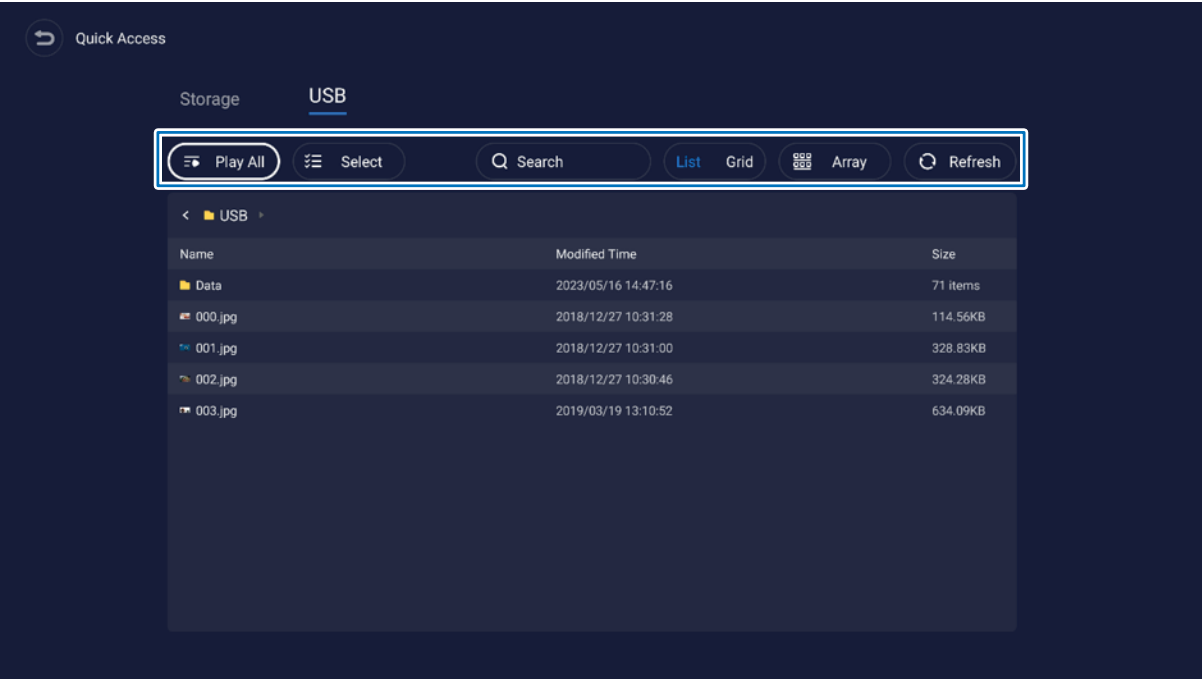 Quick Access
Storage USB
Play All Select Search List Grid Array Refresh
USB
Name Modified Time Size
Data 2023/05/16 14:47:16 71 items
000.jpg 2018/12/27 10:31:28 114.56KB
001.jpg 2018/12/27 10:31:00 328.83KB
002.jpg 2018/12/27 10:30:46 324.28KB
003.jpg 2019/03/19 13:10:52 634.09KB